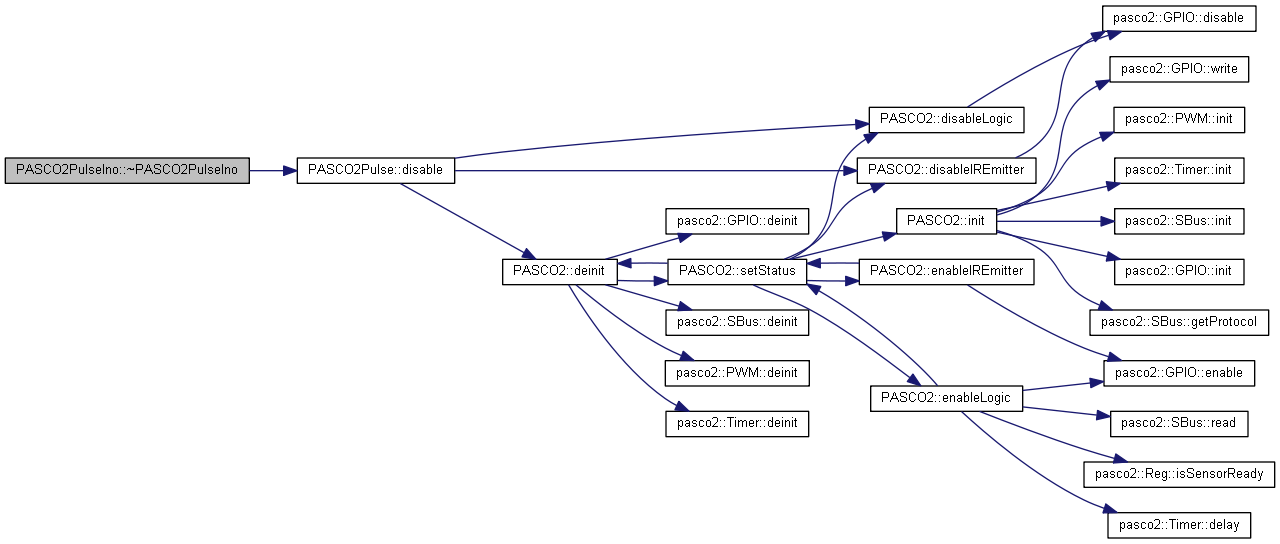 PASCO2PulseIno::~PASCO2PulseIno
PASCO2Pulse::disable
PASCO2::deinit
pasco2::GPIO::deinit
PASCO2::setStatus
pasco2::SBus::deinit
pasco2::PWM::deinit
pasco2::Timer::deinit
PASCO2::disableLogic
PASCO2::disableIREmitter
PASCO2::init
PASCO2::enableIREmitter
PASCO2::enableLogic
pasco2::GPIO::disable
pasco2::GPIO::write
pasco2::PWM::init
pasco2::Timer::init
pasco2::SBus::init
pasco2::GPIO::init
pasco2::SBus::getProtocol
pasco2::GPIO::enable
pasco2::SBus::read
pasco2::Reg::isSensorReady
pasco2::Timer::delay